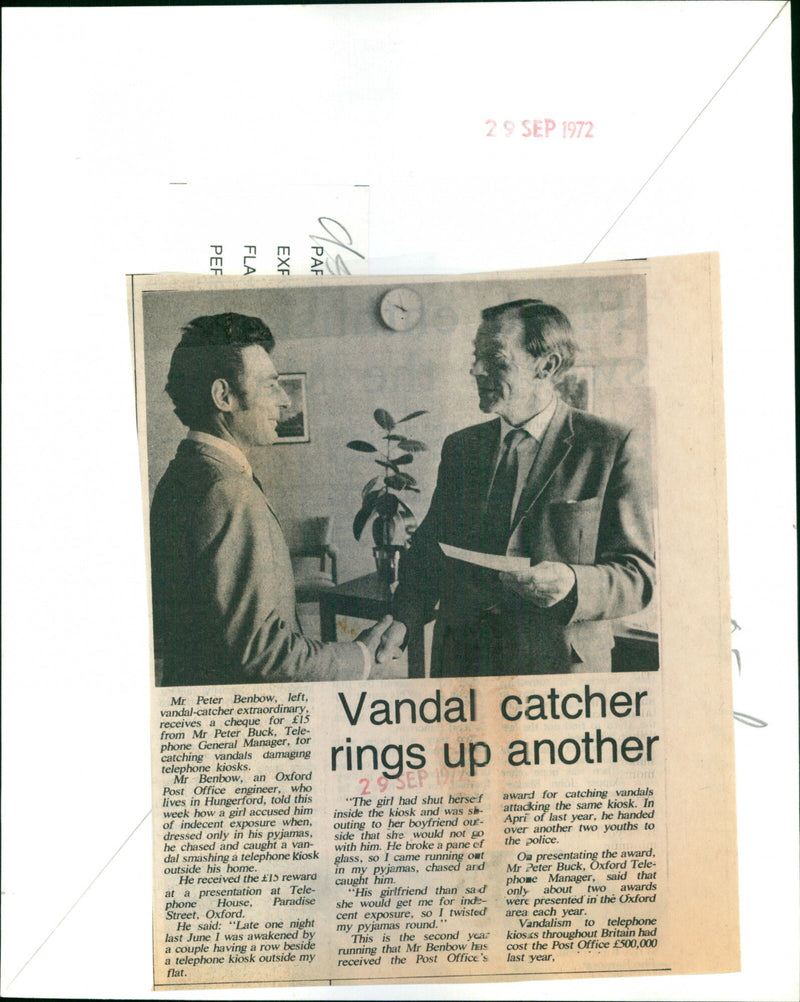 29 SEP 1972
PAF
EXF
FLA
PEF
Mr Peter Benbow, left,
vandal-catcher extraordinary,
receives a cheque for £15
from Mr Peter Buck, Tele-
phone General Manager, for
catching vandals damaging
telephone kiosks.
Mr Benbow, an Oxford
Post Office engineer, who
lives in Hungerford, told this
week how a girl accused him
of indecent exposure when,
dressed only in his pyjamas,
he chased and caught a van-
dal smashing a telephone kiosk
outside his home.
He received the £15 reward
at a presentation at Tele-
phone House, Paradise
Street, Oxford.
He said: "Late one night
last June I was awakened by
a couple having a row beside
a telephone kiosk outside my
flat.
Vandal catcher
rings up another
29 SEP 1972
"The girl had shut herself
inside the kiosk and was sh-
outing to her boyfriend out-
side that she would not go
with him. He broke a pane of
glass, so I came running out
in my pyjamas, chased and
caught him.
"His girlfriend than said
she would get me for inde-
cent exposure, so I twisted
my pyjamas round."
This is the second year
running that Mr Benbow has
received the Post Office's
award for catching vandals
attacking the same kiosk. In
April of last year, he handed
over another two youths to
the police.
On presentating the award,
Mr Peter Buck, Oxford Tele-
phone Manager, said that
only about two awards
were presented in the Oxford
area each year.
Vandalism to telephone
kiosks throughout Britain had
cost the Post Office £500,000
last year,